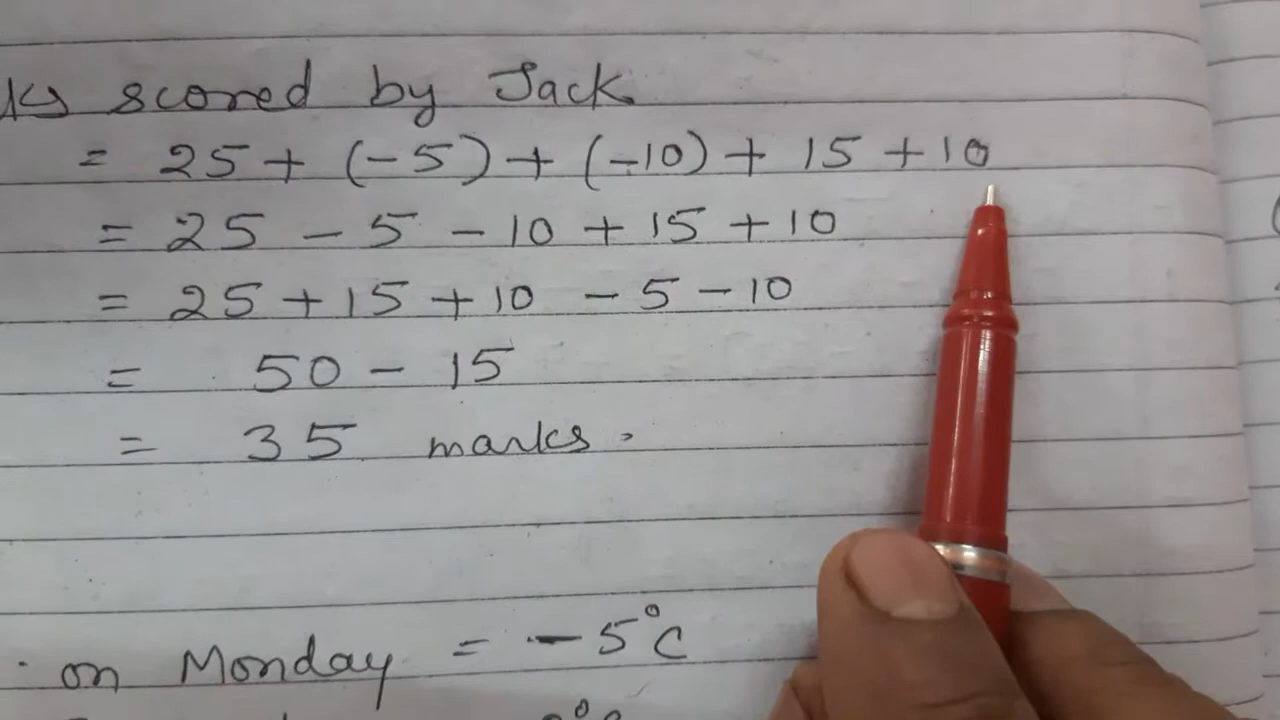 scored by Jack
= 25 + (-5) + (-10) + 15 + 10
= 25 - 5 - 10 + 15 + 10
= 25 + 15 + 10 - 5 - 10
= 50 - 15
= 35 marks.
on Monday = -5°C